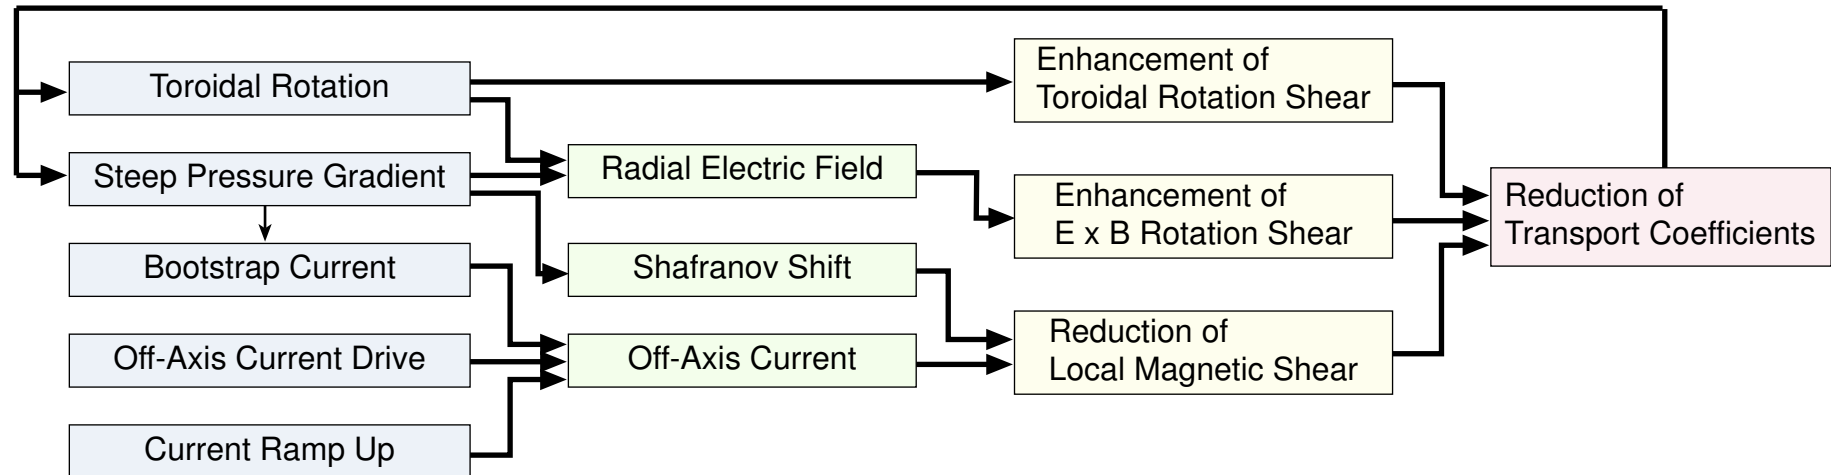 Toroidal Rotation
Steep Pressure Gradient
Bootstrap Current
Off-Axis Current Drive
Current Ramp Up
Radial Electric Field
Shafranov Shift
Off-Axis Current
Enhancement of
Toroidal Rotation Shear
Enhancement of
E x B Rotation Shear
Reduction of
Local Magnetic Shear
Reduction of
Transport Coefficients